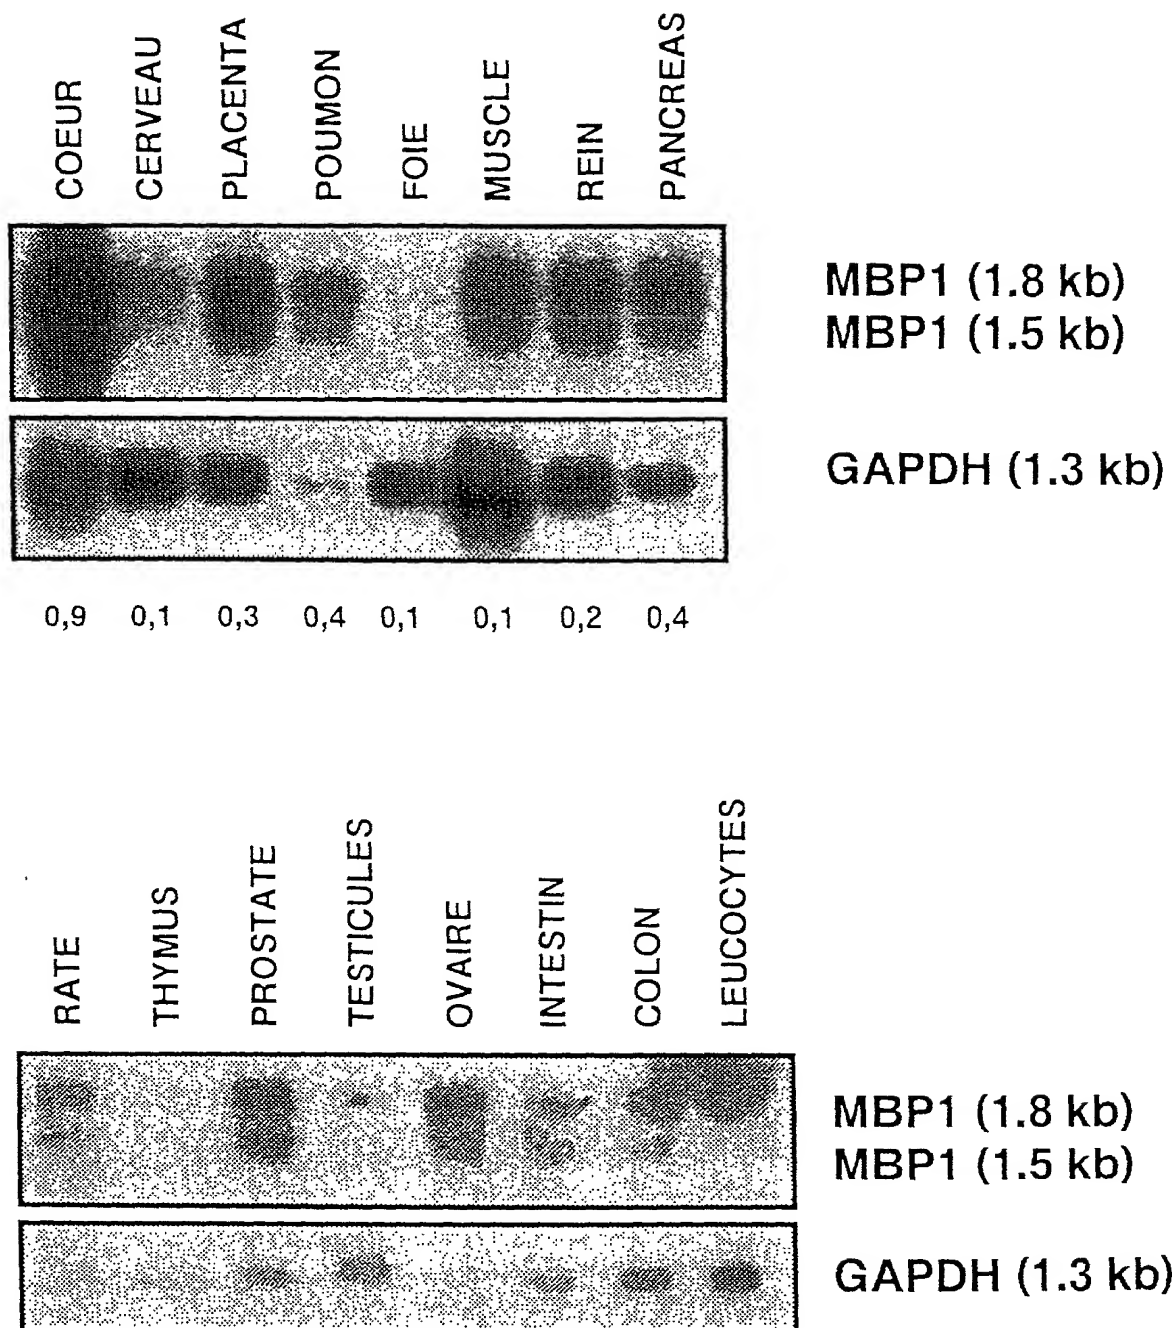 COEUR
CERVEAU
PLACENTA
POUMON
FOIE
MUSCLE
REIN
PANCREAS
MBP1 (1.8 kb)
MBP1 (1.5 kb)
GAPDH (1.3 kb)
0,9 0,1 0,3 0,4 0,1 0,1 0,2 0,4
RATE
THYMUS
PROSTATE
TESTICULES
OVAIRE
INTESTIN
COLON
LEUCOCYTES
MBP1 (1.8 kb)
MBP1 (1.5 kb)
GAPDH (1.3 kb)